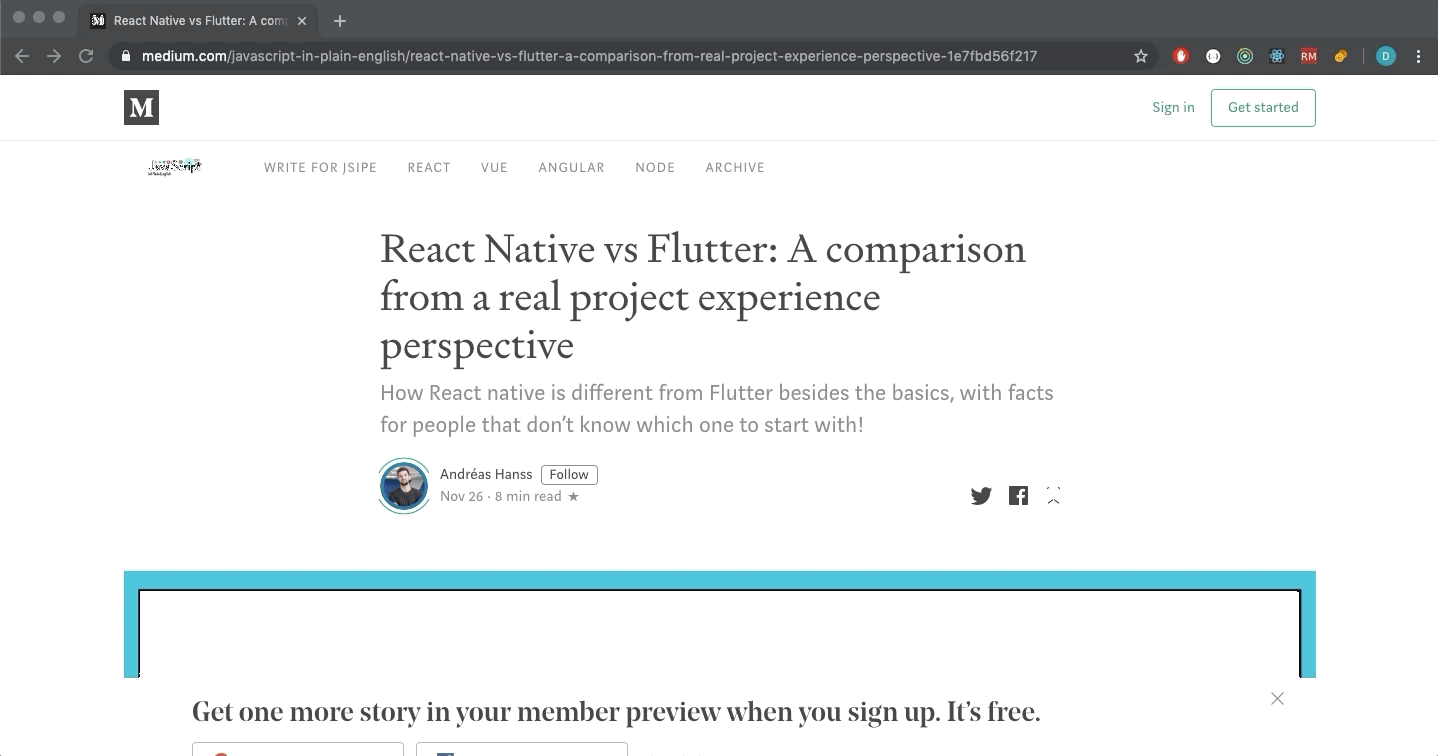 React Native vs Flutter: A com
medium.com/javascript-in-plain-english/react-native-vs-flutter-a-comparison-from-real-project-experience-perspective-1e7fbd56f217
RM
D
M
Sign in
Get started
JavaScript
WRITE FOR JSIPE
REACT
VUE
ANGULAR
NODE
ARCHIVE
React Native vs Flutter: A comparison
from a real project experience
perspective
How React native is different from Flutter besides the basics, with facts
for people that don’t know which one to start with!
Andréas Hanss
Follow
Nov 26 · 8 min read ★
Get one more story in your member preview when you sign up. It’s free.